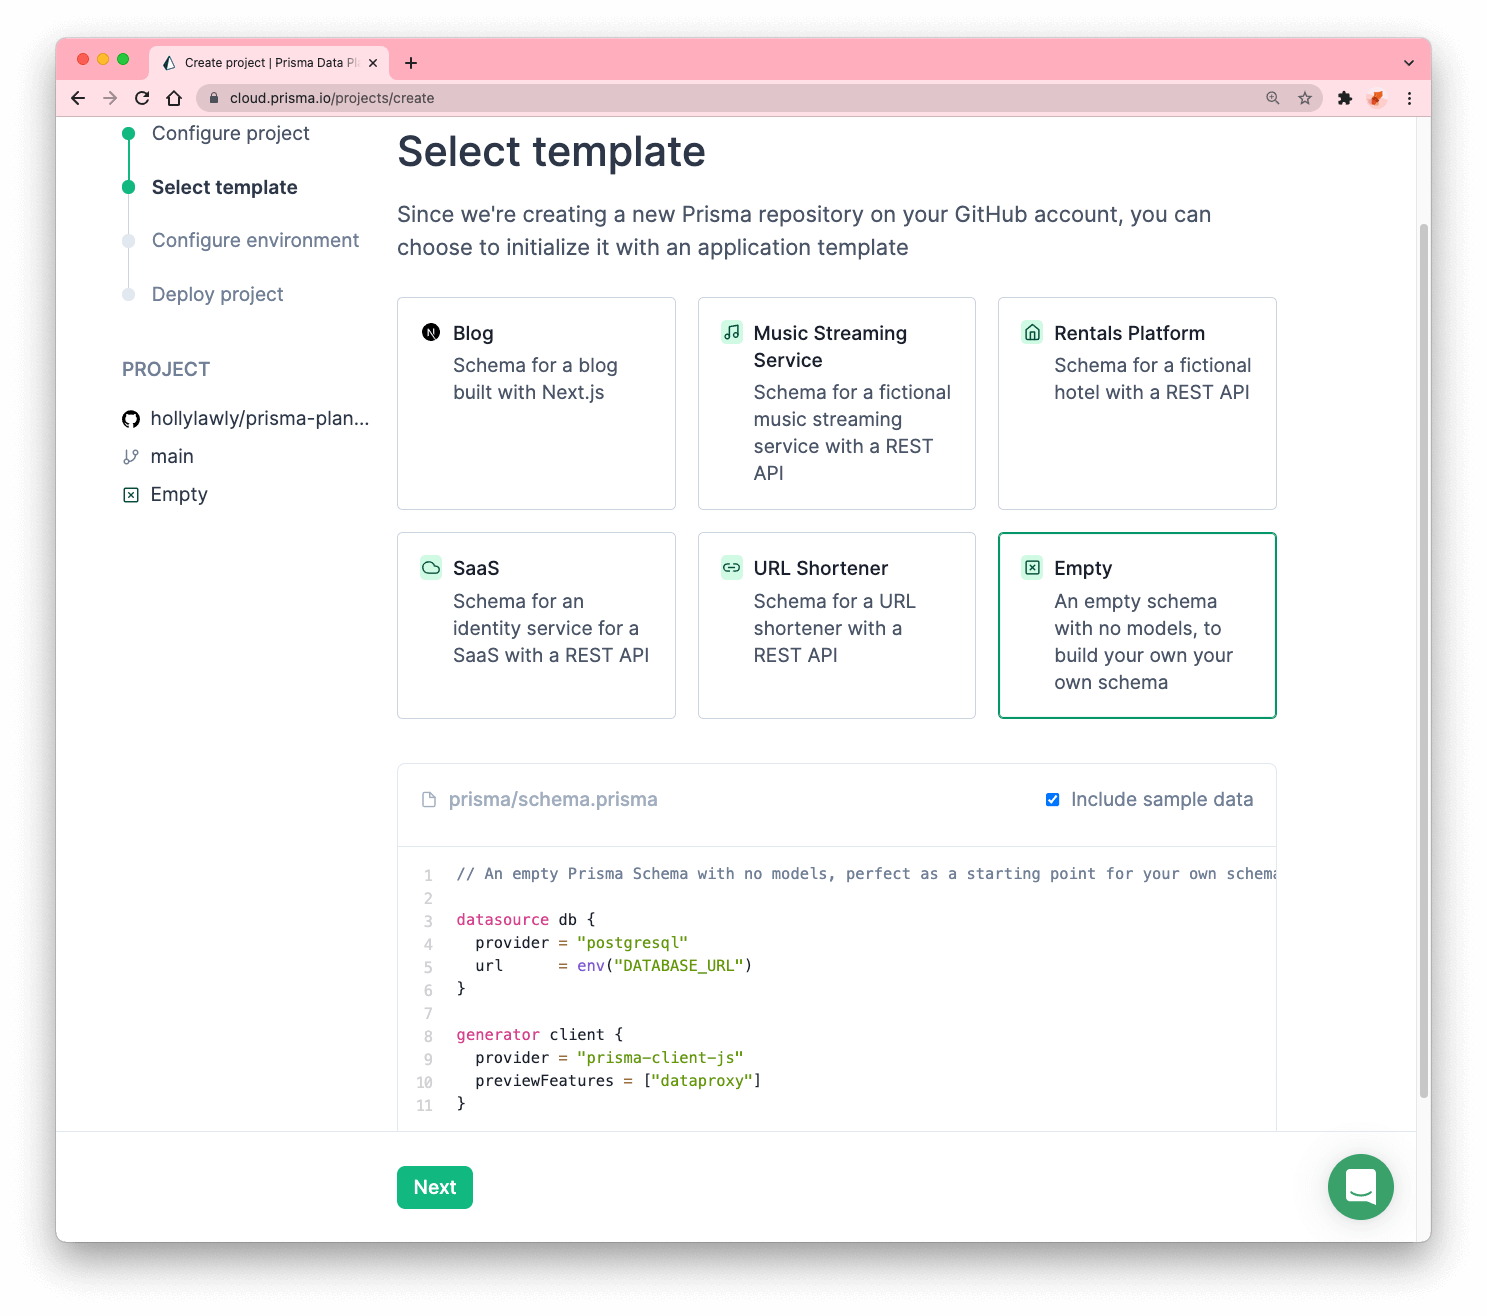 Create project | Prisma Data Pl
cloud.prisma.io/projects/create
Configure project
Select template
Configure environment
Deploy project
PROJECT
hollylawly/prisma-plan...
main
Empty
Select template
Since we're creating a new Prisma repository on your GitHub account, you can
choose to initialize it with an application template
N
Blog
Schema for a blog
built with Next.js
Music Streaming
Service
Schema for a fictional
music streaming
service with a REST
API
Rentals Platform
Schema for a fictional
hotel with a REST API
SaaS
Schema for an
identity service for a
SaaS with a REST API
URL Shortener
Schema for a URL
shortener with a
REST API
Empty
An empty schema
with no models, to
build your own your
own schema
prisma/schema.prisma
Include sample data
1 // An empty Prisma Schema with no models, perfect as a starting point for your own schema
2
3 datasource db {
4   provider = "postgresql"
5   url      = env("DATABASE_URL")
6 }
7
8 generator client {
9   provider = "prisma-client-js"
10   previewFeatures = ["dataproxy"]
11 }
Next